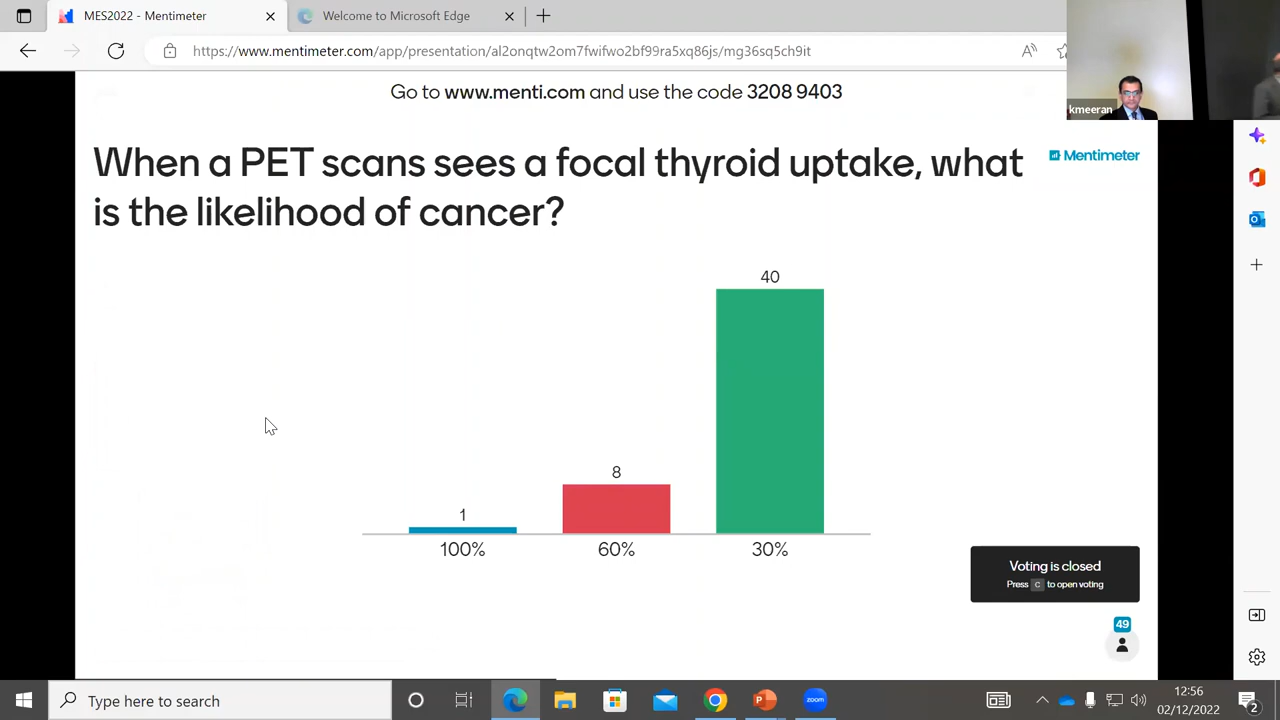 MES2022 - Mentimeter
Welcome to Microsoft Edge
https://www.mentimeter.com/app/presentation/al2onqtw2om7fwifwo2bf99ra5xq86js/mg36sq5ch9it
kmeeran
Go to www.menti.com and use the code 3208 9403
When a PET scans sees a focal thyroid uptake, what
is the likelihood of cancer?
Mentimeter
40
8
1
100%
60%
30%
Voting is closed
Press C to open voting
49
Type here to search
zoom
12:56
02/12/2022
2